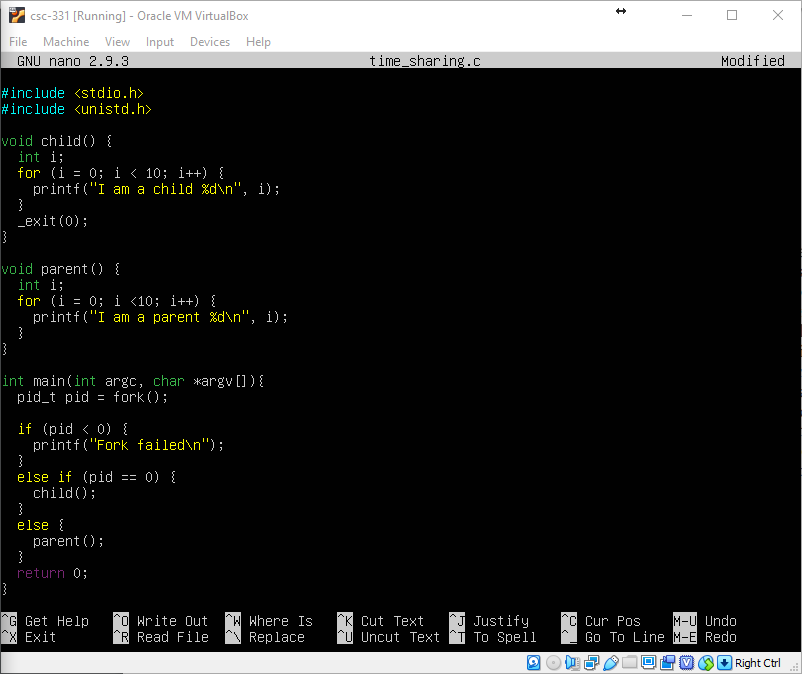 csc-331 [Running] - Oracle VM VirtualBox
File Machine View Input Devices Help
GNU nano 2.9.3 time_sharing.c Modified
#include <stdio.h>
#include <unistd.h>
void child() {
int i;
for (i = 0; i < 10; i++) {
printf("I am a child %d\n", i);
}
_exit(0);
}
void parent() {
int i;
for (i = 0; i <10; i++) {
printf("I am a parent %d\n", i);
}
}
int main(int argc, char *argv[]){
pid_t pid = fork();
if (pid < 0) {
printf("Fork failed\n");
}
else if (pid == 0) {
child();
}
else {
parent();
}
return 0;
}
^G Get Help ^O Write Out ^W Where Is ^K Cut Text ^J Justify ^C Cur Pos M-U Undo
^X Exit ^R Read File ^\ Replace ^U Uncut Text ^T To Spell ^_ Go To Line M-E Redo
Right Ctrl